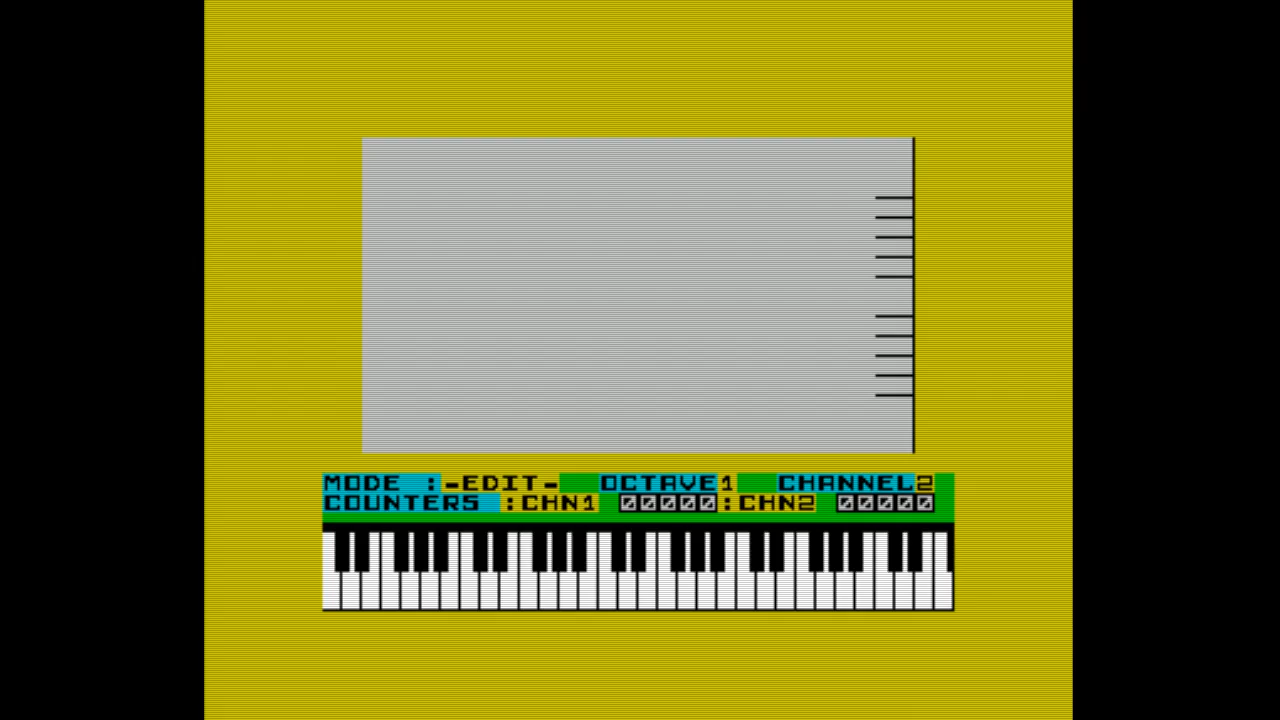 MODE :-EDIT- OCTAVE1 CHANNEL2
COUNTERS :CHN1 00000:CHN2 00000